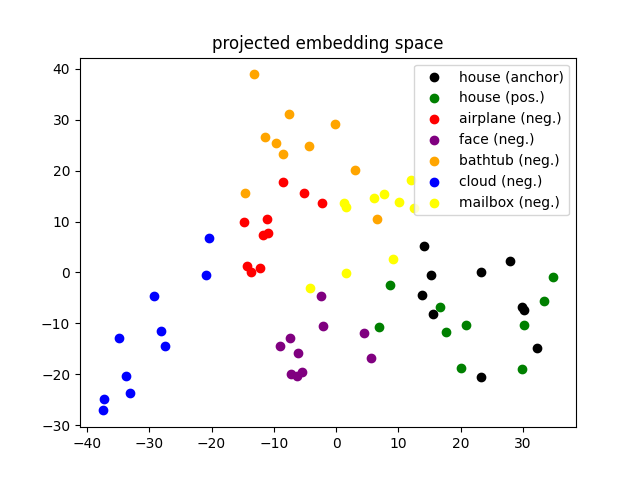 projected embedding space
house (anchor)
house (pos.)
airplane (neg.)
face (neg.)
bathtub (neg.)
cloud (neg.)
mailbox (neg.)
40
30
20
10
0
−10
−20
−30
−40 −30 −20 −10 0 10 20 30